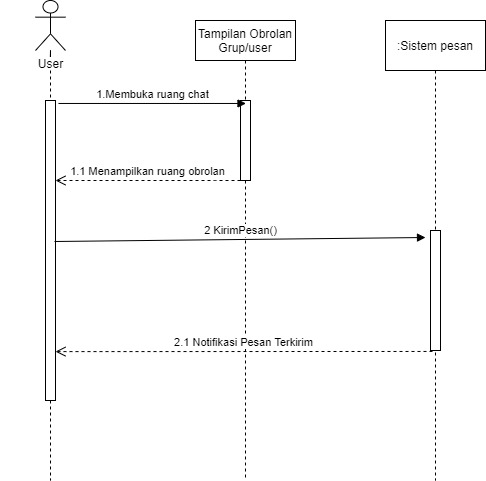 Tampilan Obrolan
Grup/user
:Sistem pesan
User
1.Membuka ruang chat
1.1 Menampilkan ruang obrolan
2 KirimPesan()
2.1 Notifikasi Pesan Terkirim